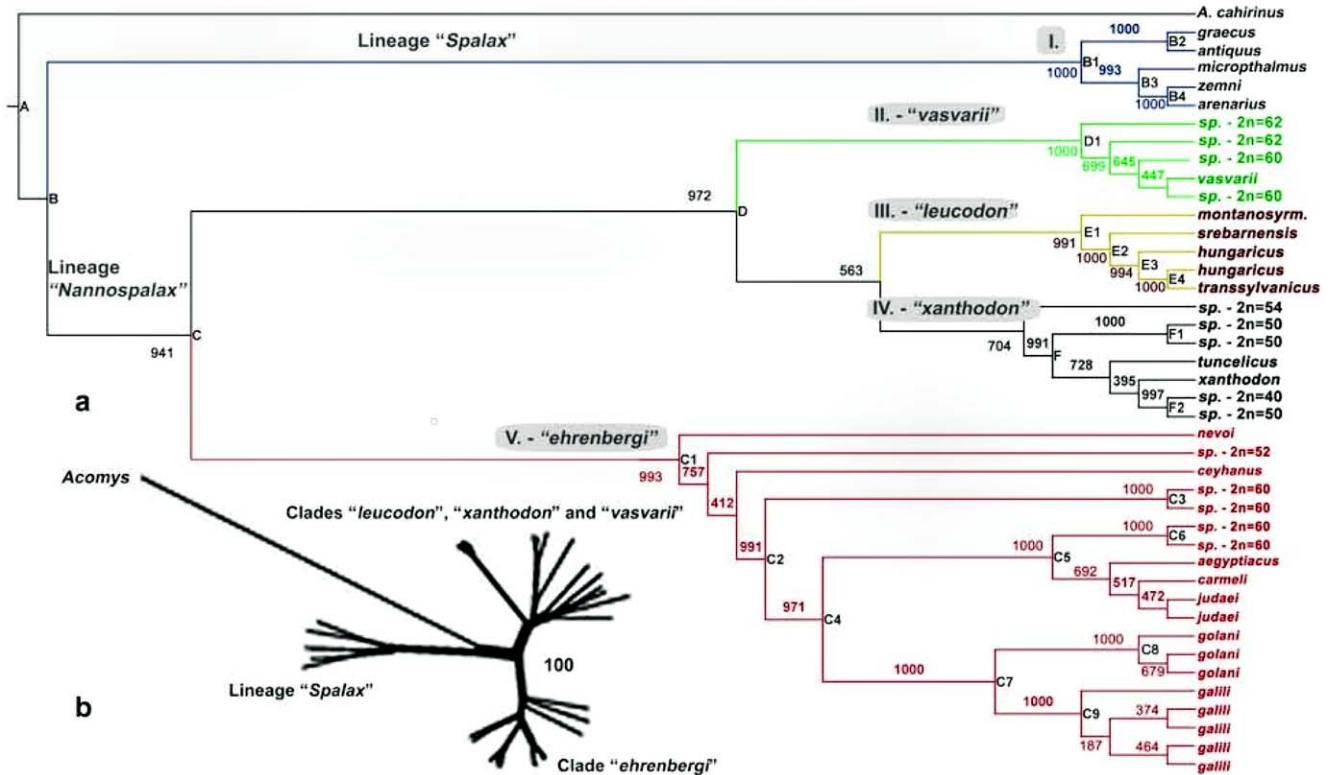 A. cahirinus
graecus
1000
Lineage "Spalax"
I.
B2
antiquus
B1
993
1000
micropthalmus
B3
zemni
A
1000
B4
arenarius
II. - "vasvarii"
sp. - 2n=62
D1
sp. - 2n=62
1000
699
645
sp. - 2n=60
447
vasvarii
972
B
sp. - 2n=60
D
III. - "leucodon"
montanosyrm.
E1
srebarnensis
991
E2
1000
hungaricus
Lineage
"Nannospalax"
563
E3
994
hungaricus
E4
1000
transsylvanicus
IV. - "xanthodon"
sp. - 2n=54
1000
sp. - 2n=50
F1
C
704
991
sp. - 2n=50
941
F
728
tuncelicus
395
xanthodon
997
sp. - 2n=40
a
F2
sp. - 2n=50
V. - "ehrenbergi"
nevoi
C1
993
757
sp. - 2n=52
ceyhanus
Acomys
1000
sp. - 2n=60
412
C3
sp. - 2n=60
Clades "leucodon", "xanthodon" and "vasvarii"
1000
sp. - 2n=60
C6
991
1000
sp. - 2n=60
C2
C5
692
aegyptiacus
517
carmeli
472
judaei
971
C4
judaei
1000
golani
C8
100
golani
1000
679
golani
C7
Lineage "Spalax"
1000
galili
b
C9
374
galili
galili
187
464
galili
Clade "ehrenbergi"
galili